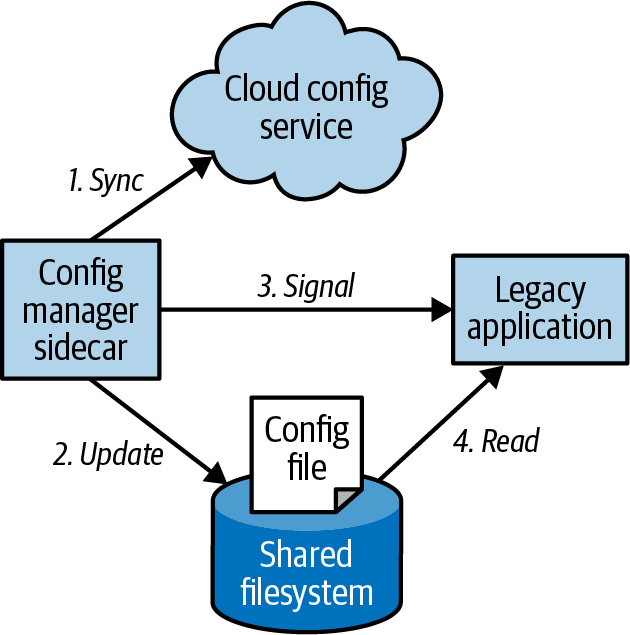 Cloud config
service
1. Sync
Config
manager
sidecar
3. Signal
Legacy
application
2. Update
Config
file
4. Read
Shared
filesystem